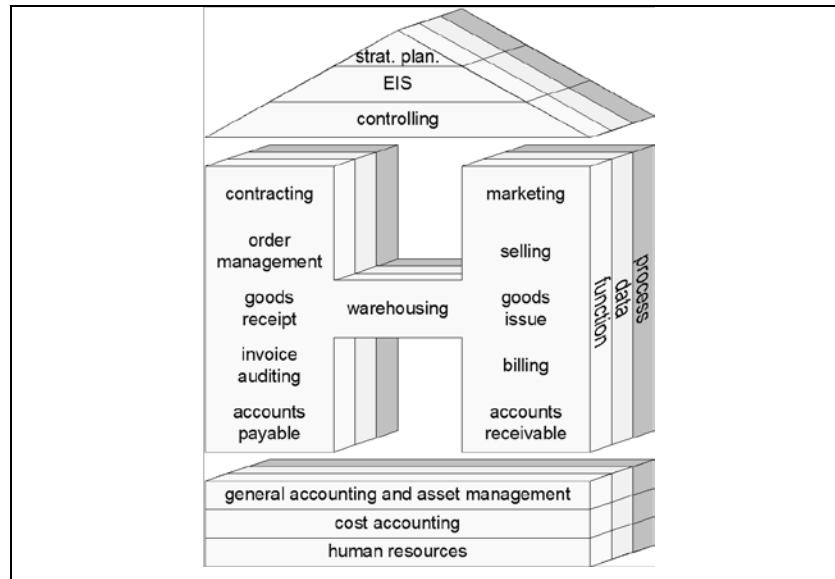 strat. plan.
EIS
controlling
contracting
order
management
goods
receipt
invoice
auditing
accounts
payable
warehousing
marketing
selling
goods
issue
billing
accounts
receivable
function
data
process
general accounting and asset management
cost accounting
human resources